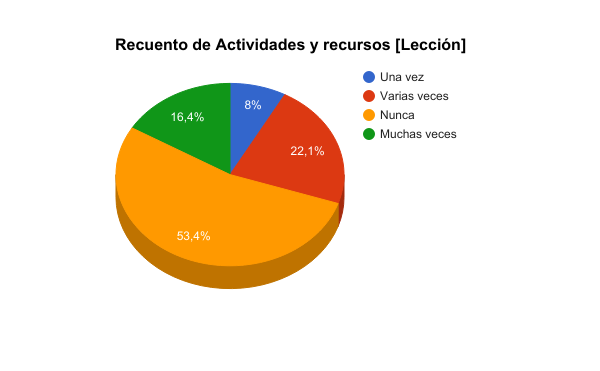 Recuento de Actividades y recursos [Lección]
Una vez
Varias veces
Nunca
Muchas veces
8%
16,4%
22,1%
53,4%